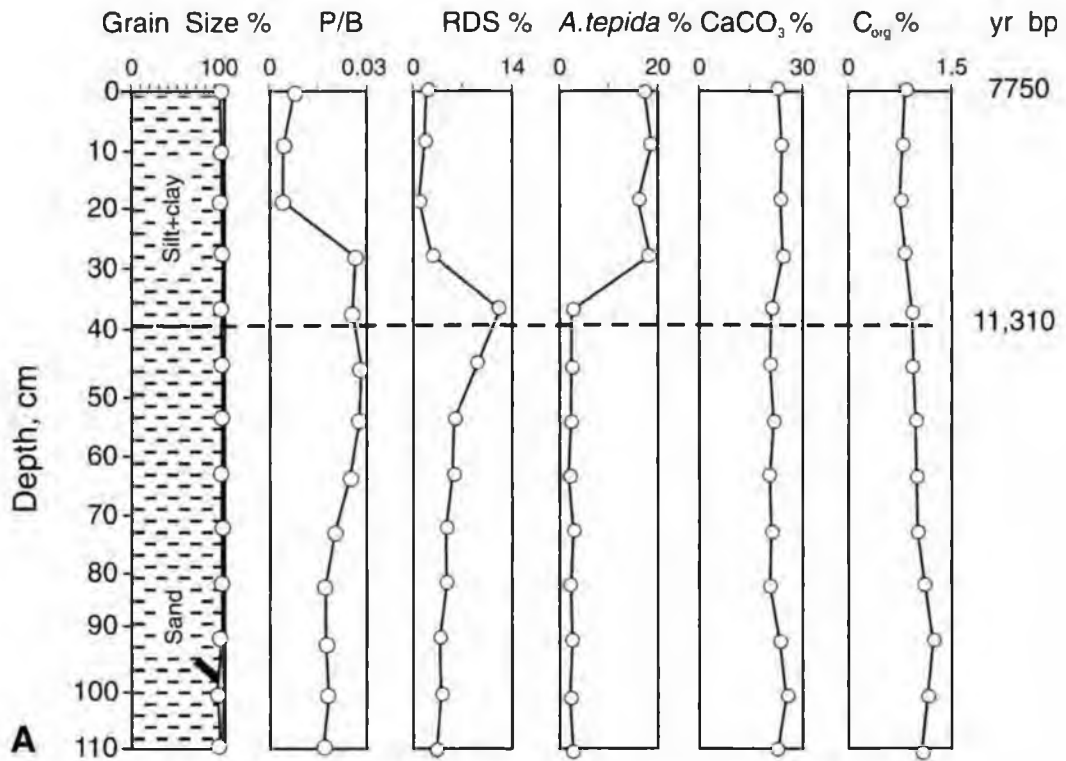 Grain Size % P/B RDS % A.tepida % CaCO₃ % C_org % yr bp
0 100 0 0.03 0 14 0 20 0 30 0 1.5
0 7750
10
20
30
40 11,310
50
60
70
80
90
100
110
Depth, cm
Silt+clay
Sand
A